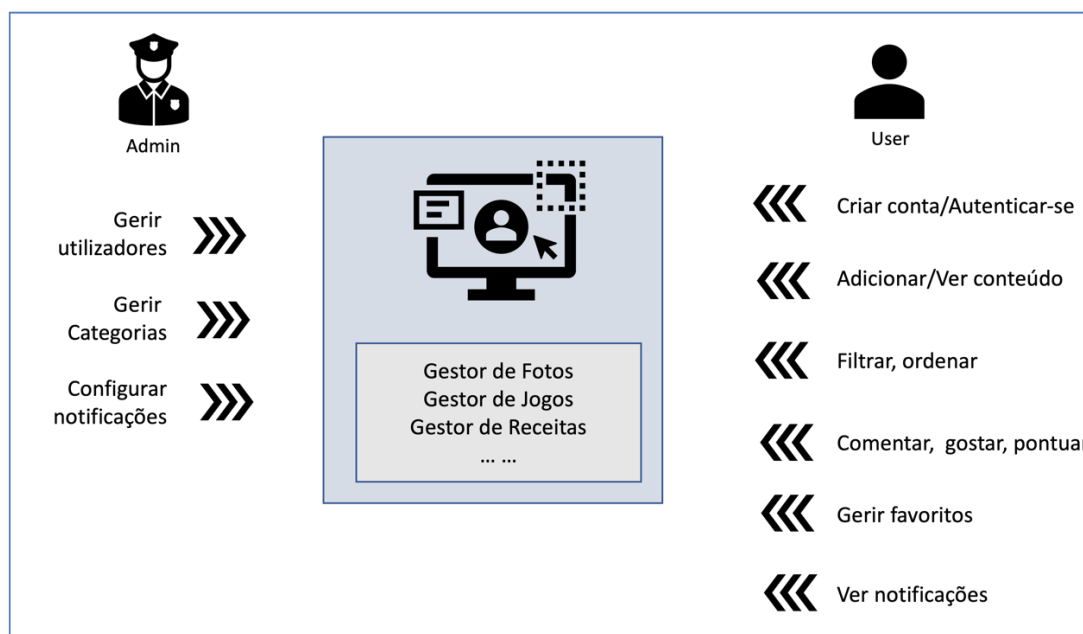 Admin
Gerir
utilizadores
Gerir
Categorias
Configurar
notificações
Gestor de Fotos
Gestor de Jogos
Gestor de Receitas
... ...
User
Criar conta/Autenticar-se
Adicionar/Ver conteúdo
Filtrar, ordenar
Comentar, gostar, pontuar
Gerir favoritos
Ver notificações